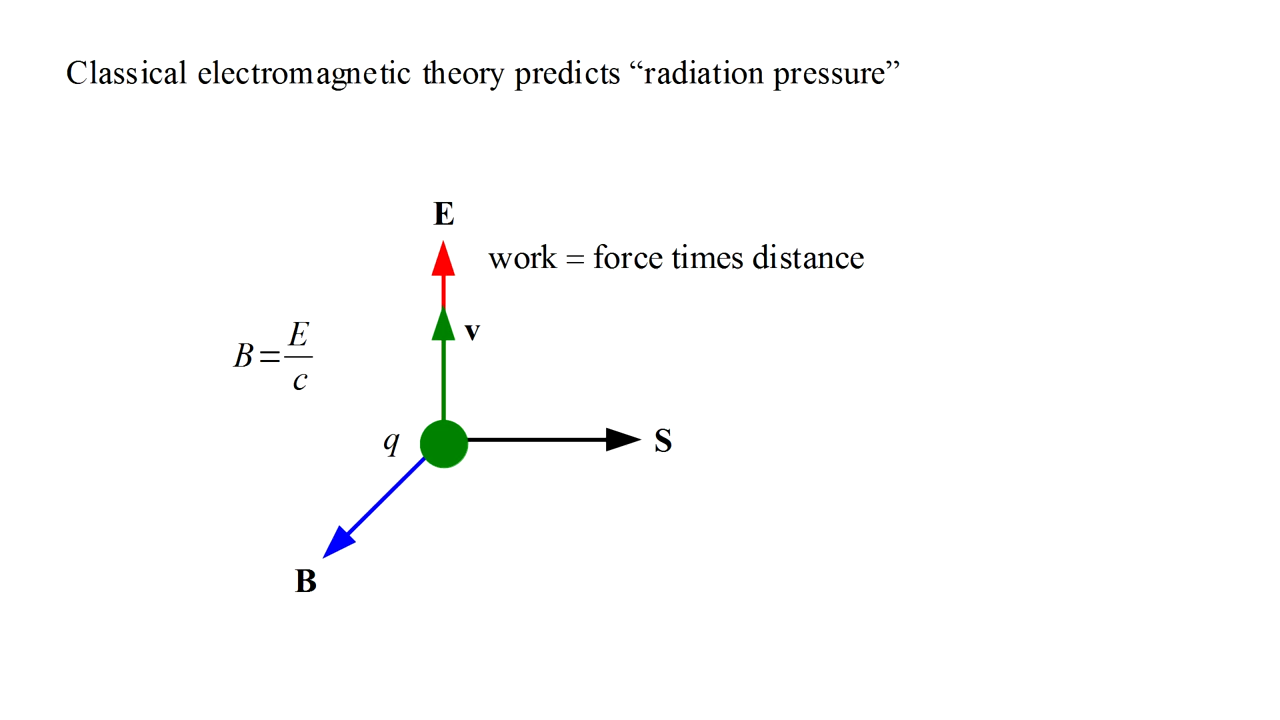 Classical electromagnetic theory predicts “radiation pressure”
E
work = force times distance
v
B = E/c
q
S
B